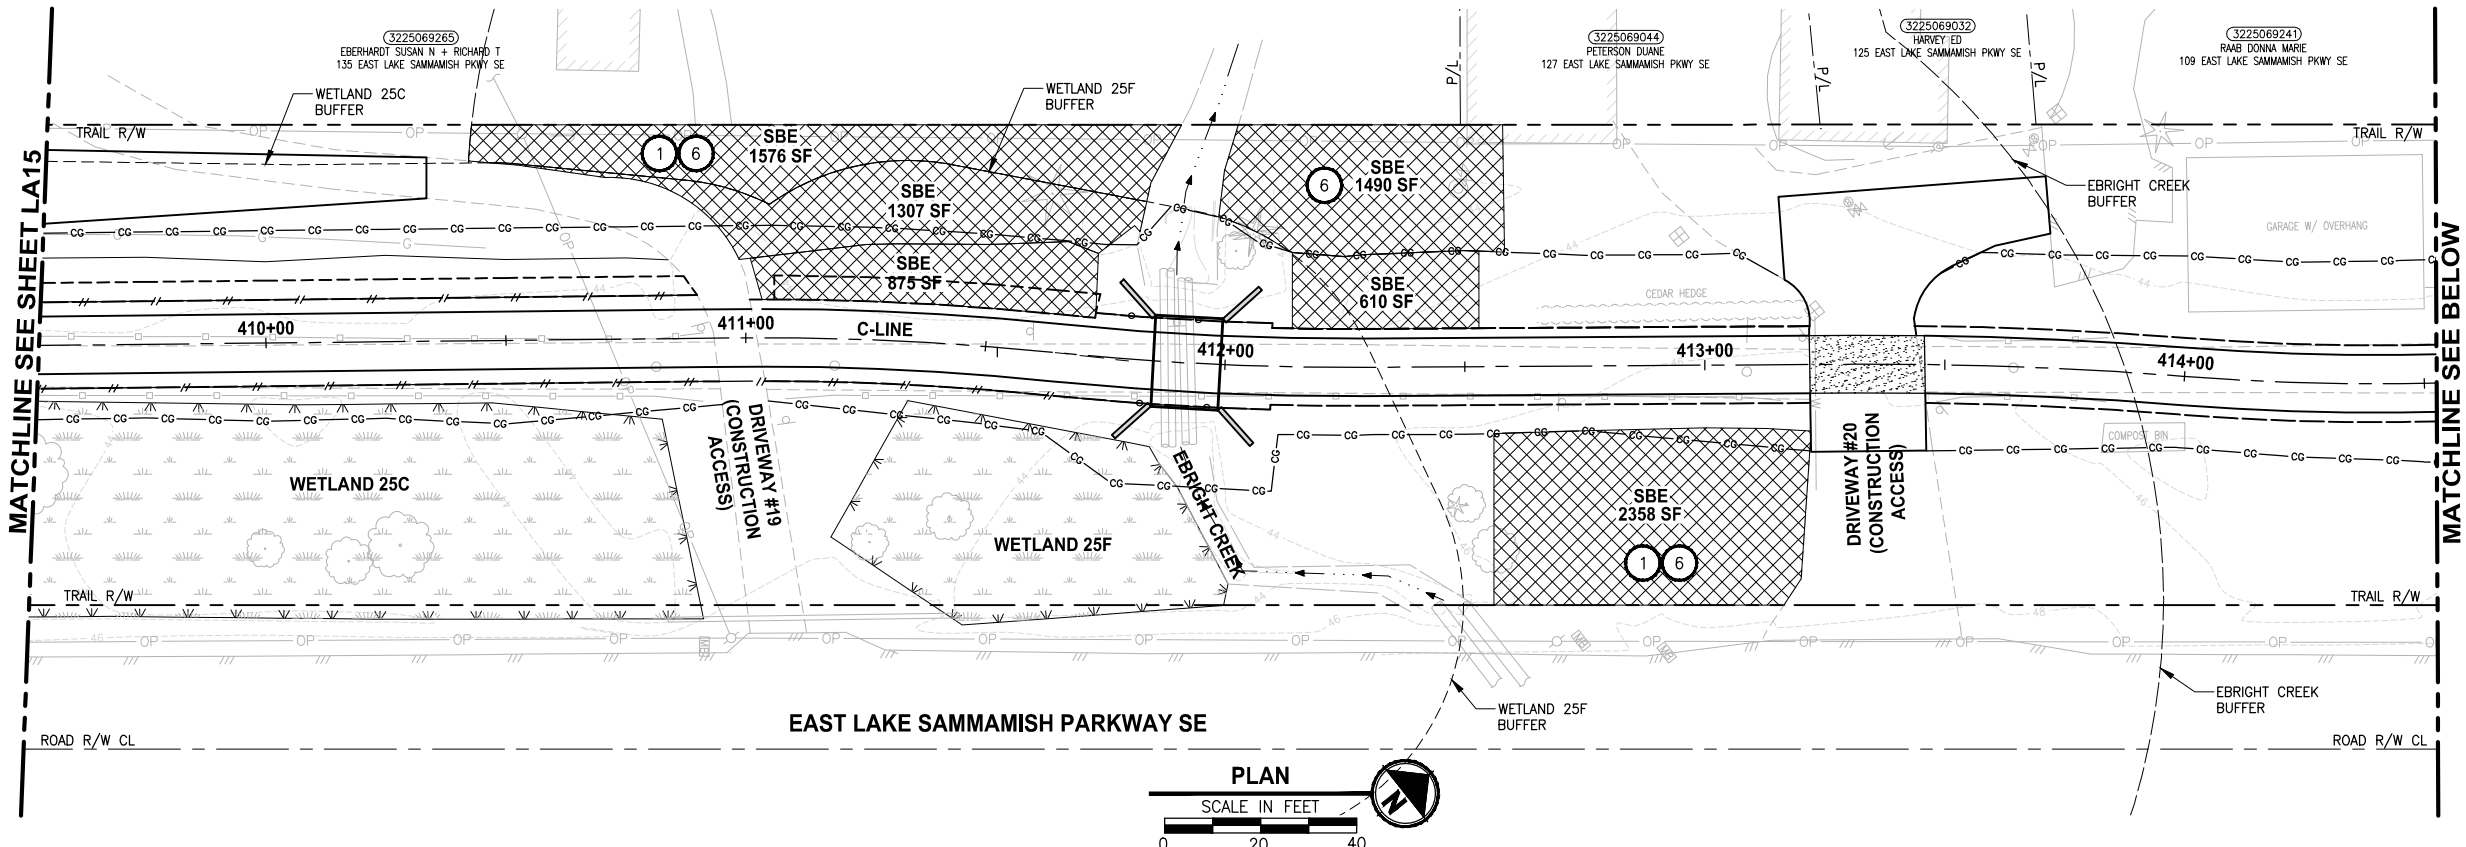 3225069265
EBERHARDT SUSAN N + RICHARD T
135 EAST LAKE SAMMAMISH PKWY SE
3225069044
PETERSON DUANE
127 EAST LAKE SAMMAMISH PKWY SE
3225069032
HARVEY ED
125 EAST LAKE SAMMAMISH PKWY SE
3225069241
RAAB DONNA MARIE
109 EAST LAKE SAMMAMISH PKWY SE
P/L
P/L
P/L
WETLAND 25C
BUFFER
WETLAND 25F
BUFFER
TRAIL R/W
TRAIL R/W
MATCHLINE SEE SHEET LA15
MATCHLINE SEE BELOW
1
6
SBE
1576 SF
SBE
1307 SF
SBE
875 SF
6
SBE
1490 SF
SBE
610 SF
EBRIGHT CREEK
BUFFER
GARAGE W/ OVERHANG
CEDAR HEDGE
410+00
411+00
C-LINE
412+00
413+00
414+00
DRIVEWAY #19
(CONSTRUCTION
ACCESS)
DRIVEWAY #20
(CONSTRUCTION
ACCESS)
COMPOST BIN
WETLAND 25C
WETLAND 25F
EBRIGHT CREEK
SBE
2358 SF
1
6
TRAIL R/W
TRAIL R/W
WETLAND 25F
BUFFER
EBRIGHT CREEK
BUFFER
EAST LAKE SAMMAMISH PARKWAY SE
ROAD R/W CL
ROAD R/W CL
PLAN
SCALE IN FEET
0 20 40
N